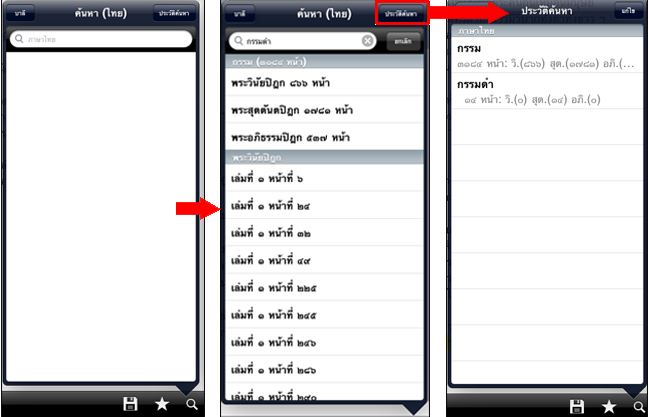 บาลี ค้นหา (ไทย) ประวัติค้นหา
ภาษาไทย
บาลี ค้นหา (ไทย) ประวัติค้นหา
กรรมดำ ยกเลิก
กรรม (๓๑๘๔ หน้า)
พระวินัยปิฎก ๘๖๖ หน้า
พระสุตตันตปิฎก ๑๗๘๑ หน้า
พระอภิธรรมปิฎก ๕๓๗ หน้า
พระวินัยปิฎก
เล่มที่ ๑ หน้าที่ ๖
เล่มที่ ๑ หน้าที่ ๒๔
เล่มที่ ๑ หน้าที่ ๓๒
เล่มที่ ๑ หน้าที่ ๔๙
เล่มที่ ๑ หน้าที่ ๒๒๕
เล่มที่ ๑ หน้าที่ ๒๔๕
เล่มที่ ๑ หน้าที่ ๒๔๖
เล่มที่ ๑ หน้าที่ ๒๘๖
เล่มที่ ๑ หน้าที่ ๒๙๐
ประวัติค้นหา แก้ไข
ภาษาไทย
กรรม
๓๑๘๔ หน้า: วิ.(๘๖๖) สุต.(๑๗๘๑) อภิ.(...
กรรมดำ
๑๔ หน้า: วิ.(๐) สุต.(๑๔) อภิ.(๐)